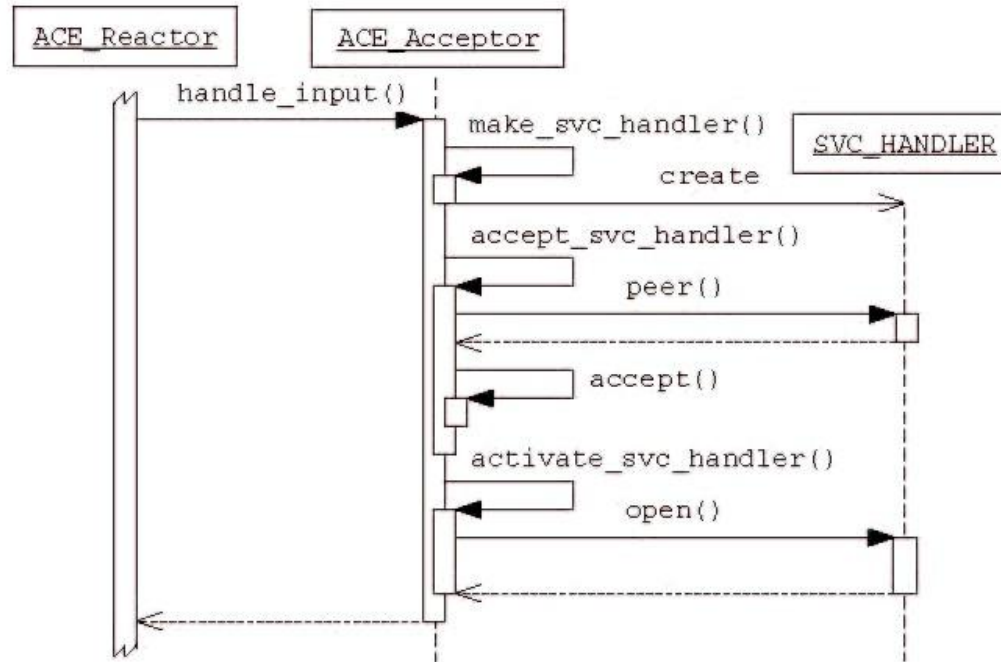 ACE_Reactor
ACE_Acceptor
handle_input()
make_svc_handler()
SVC_HANDLER
create
accept_svc_handler()
peer()
accept()
activate_svc_handler()
open()